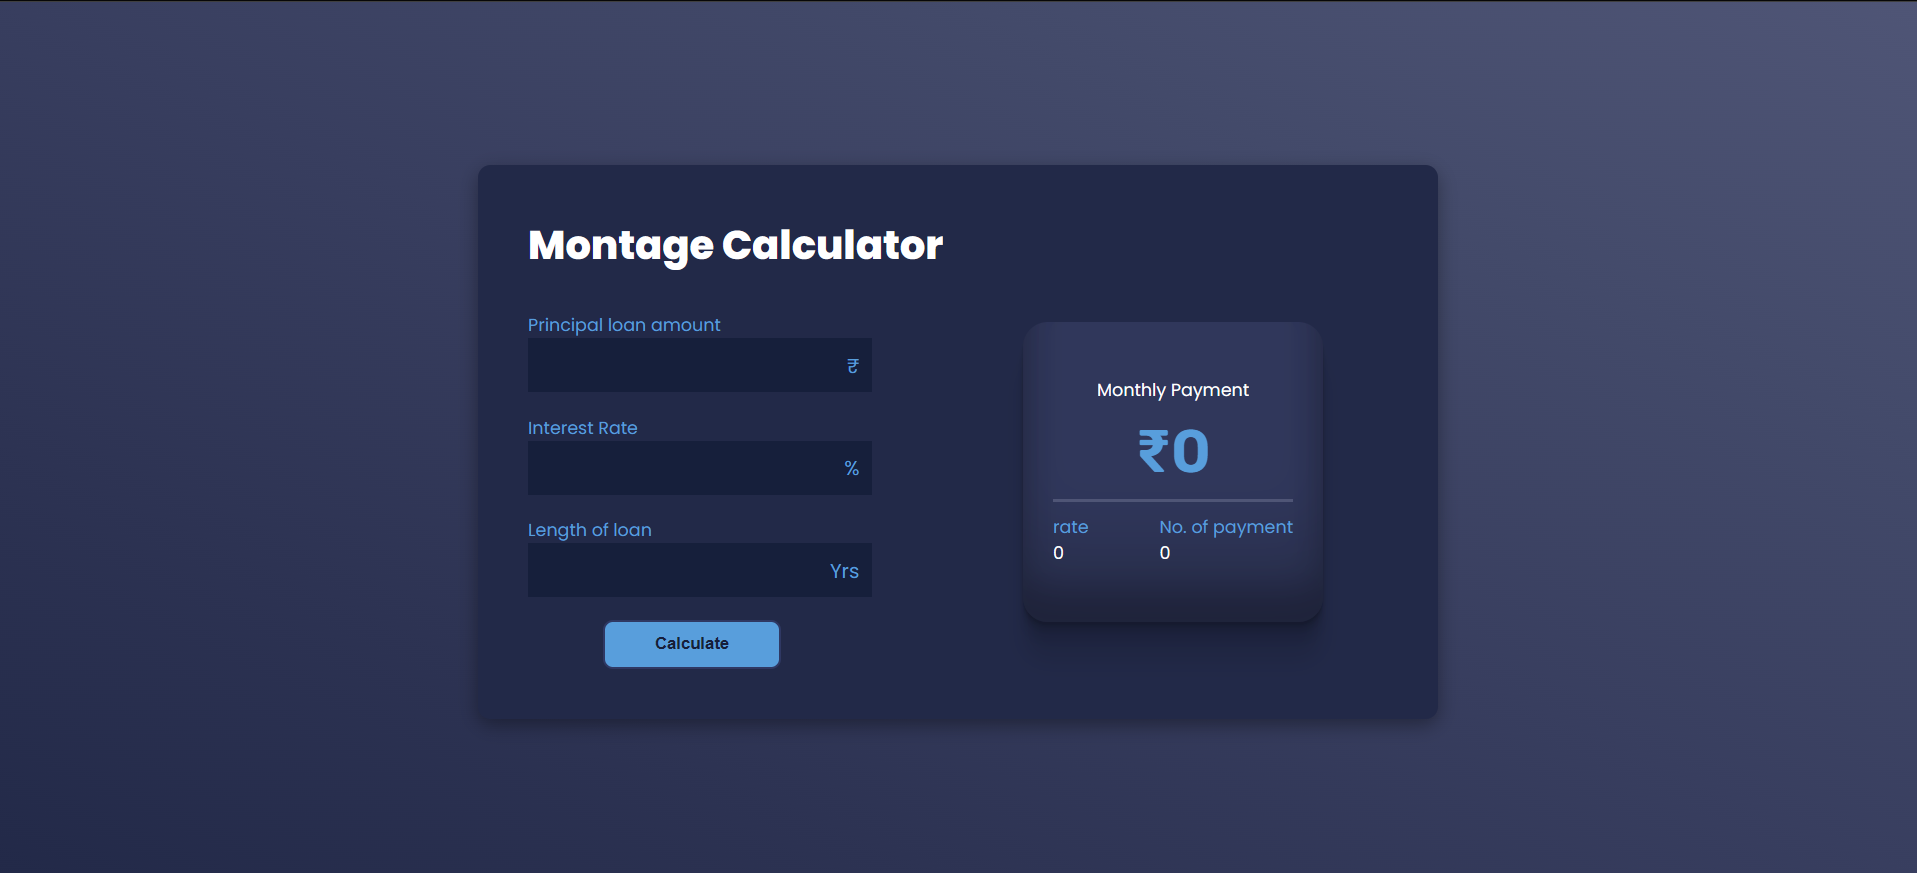 Montage Calculator
Principal loan amount
₹
Interest Rate
%
Length of loan
Yrs
Calculate
Monthly Payment
₹0
rate No. of payment
0 0